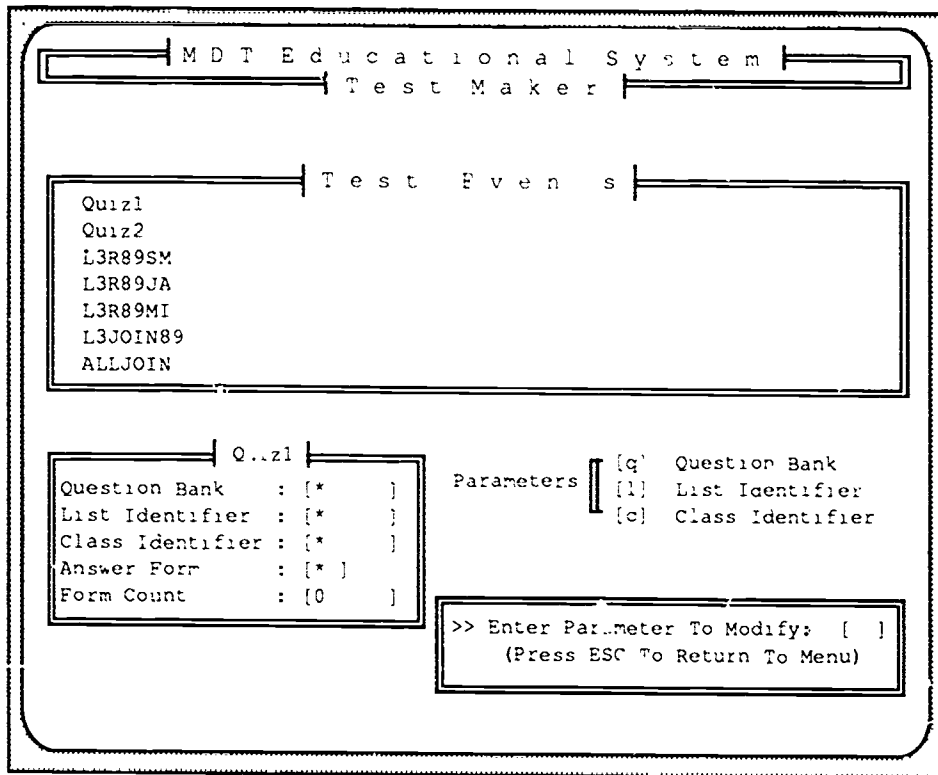 MDT Educational System
Test Maker
Test Even s
Quiz1
Quiz2
L3R89SM
L3R89JA
L3R89MI
L3JOIN89
ALLJOIN
Q..z1
Question Bank : [* ]
List Identifier : [* ]
Class Identifier : [* ]
Answer Form : [* ]
Form Count : [0 ]
Parameters
[q] Question Bank
[l] List Identifier
[c] Class Identifier
>> Enter Parameter To Modify: [ ]
(Press ESC To Return To Menu)